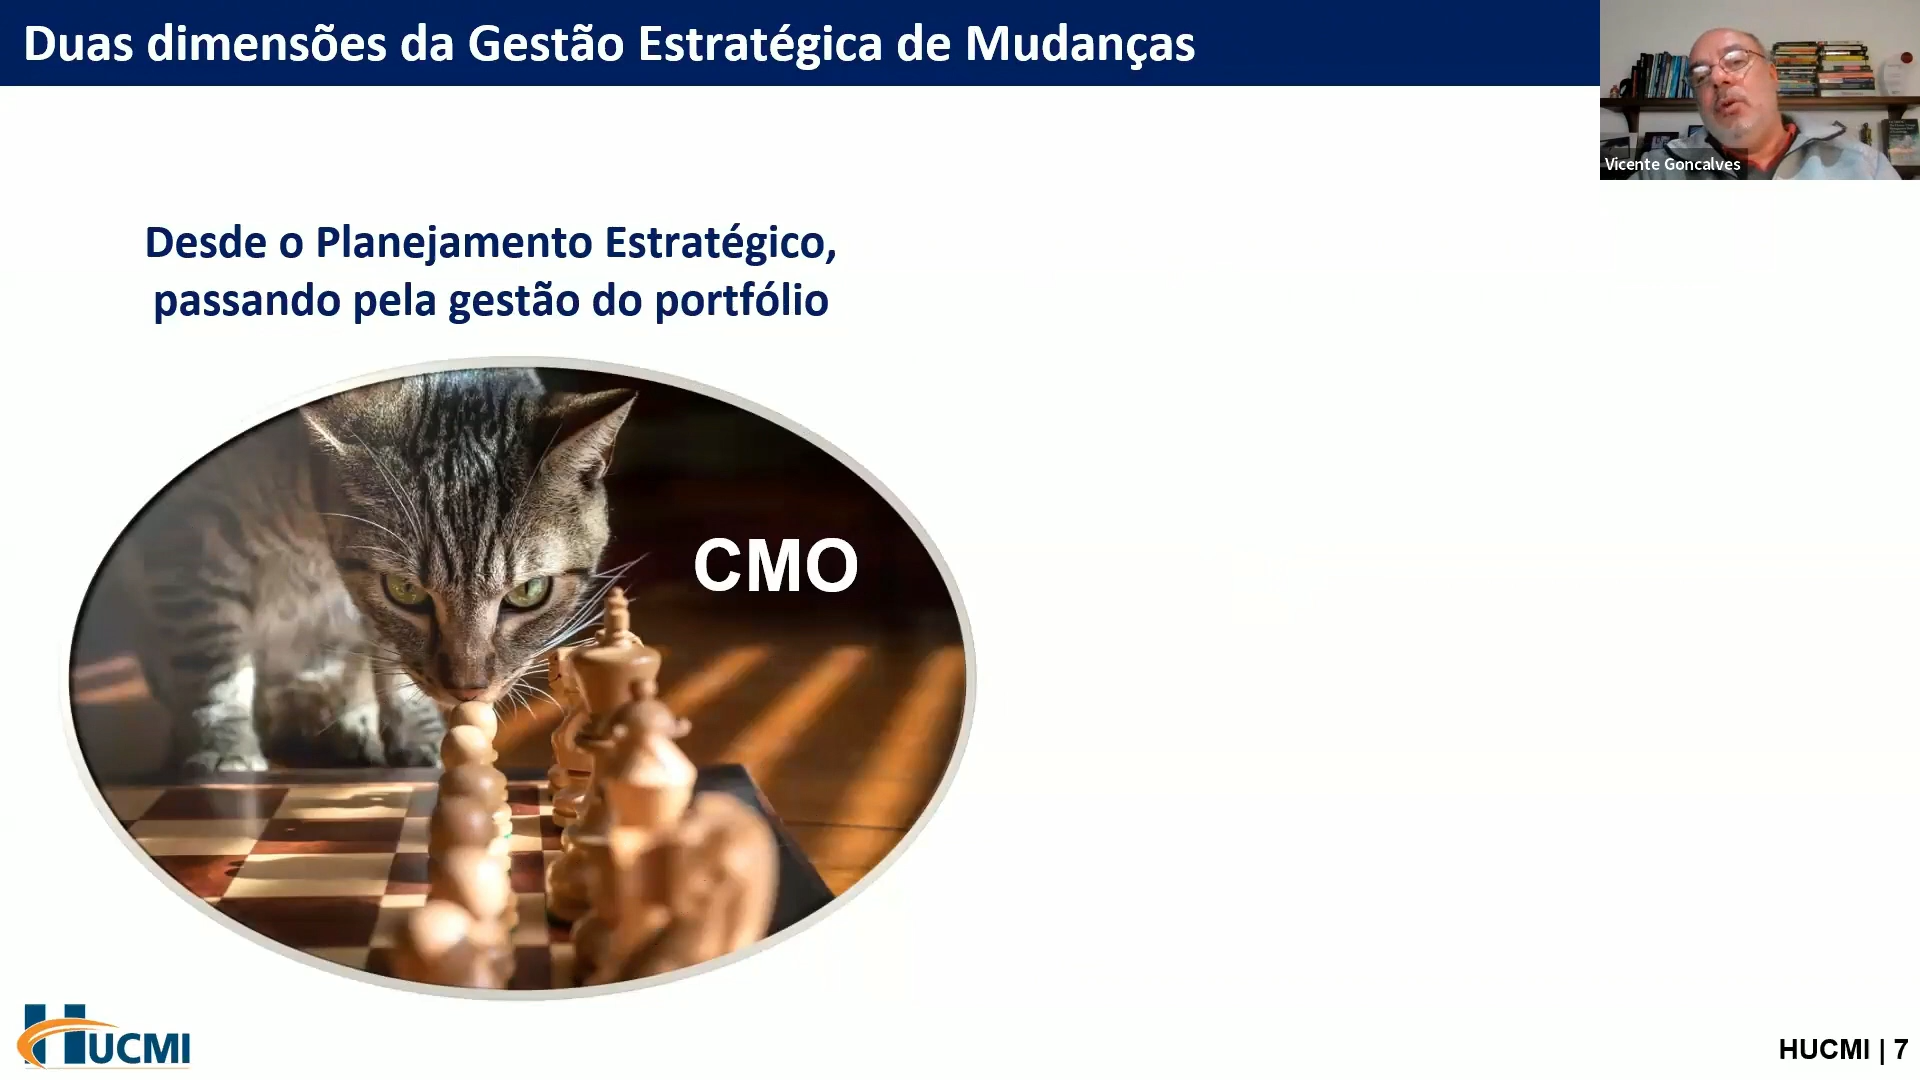 Duas dimensões da Gestão Estratégica de Mudanças
Vicente Goncalves
Desde o Planejamento Estratégico,
passando pela gestão do portfólio
CMO
HUCMI
HUCMI | 7